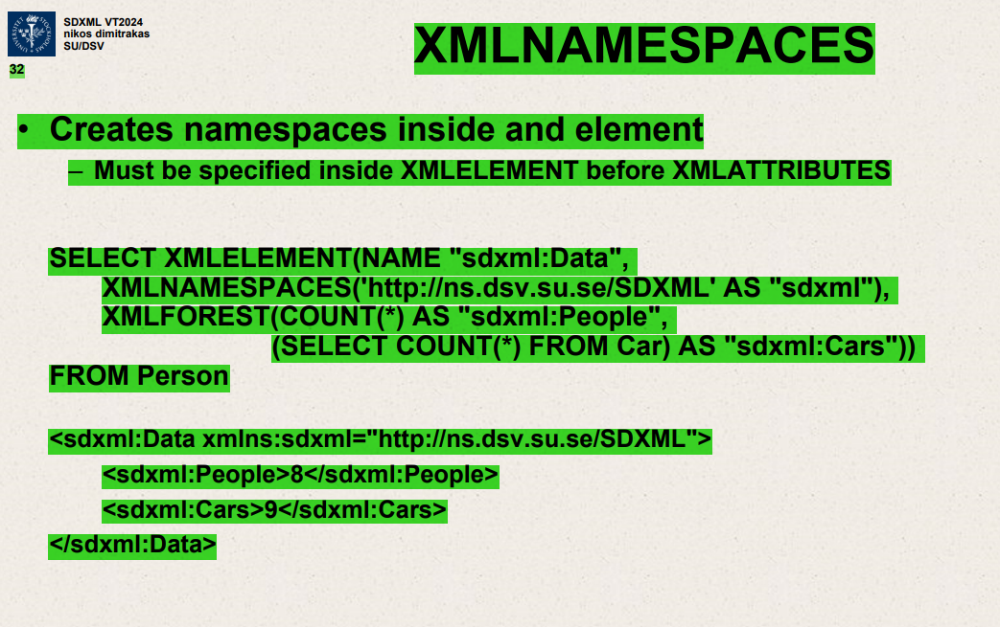 SDXML VT2024
nikos dimitrakas
SU/DSV
32
XMLNAMESPACES
• Creates namespaces inside and element
– Must be specified inside XMLELEMENT before XMLATTRIBUTES
SELECT XMLELEMENT(NAME "sdxml:Data",
XMLNAMESPACES('http://ns.dsv.su.se/SDXML' AS "sdxml"),
XMLFOREST(COUNT(*) AS "sdxml:People",
(SELECT COUNT(*) FROM Car) AS "sdxml:Cars"))
FROM Person
<sdxml:Data xmlns:sdxml="http://ns.dsv.su.se/SDXML">
<sdxml:People>8</sdxml:People>
<sdxml:Cars>9</sdxml:Cars>
</sdxml:Data>